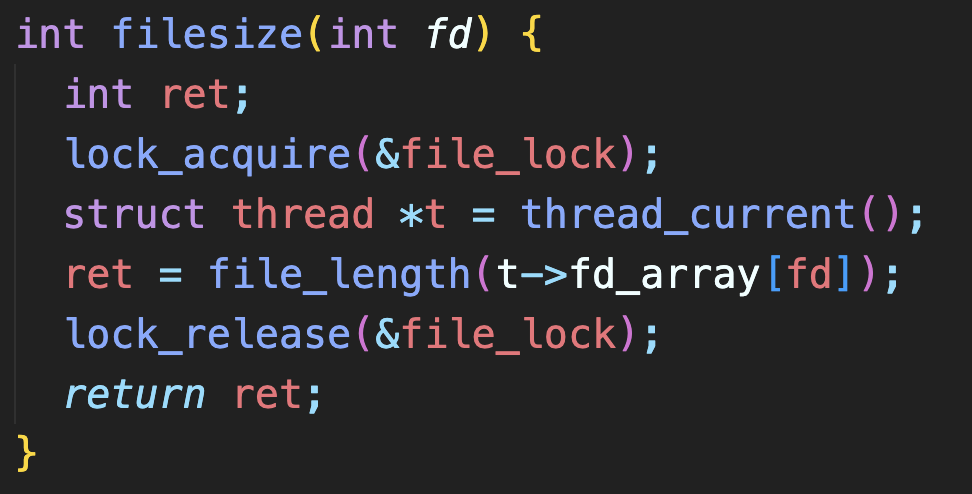 int filesize(int fd) {
int ret;
lock_acquire(&file_lock);
struct thread *t = thread_current();
ret = file_length(t->fd_array[fd]);
lock_release(&file_lock);
return ret;
}